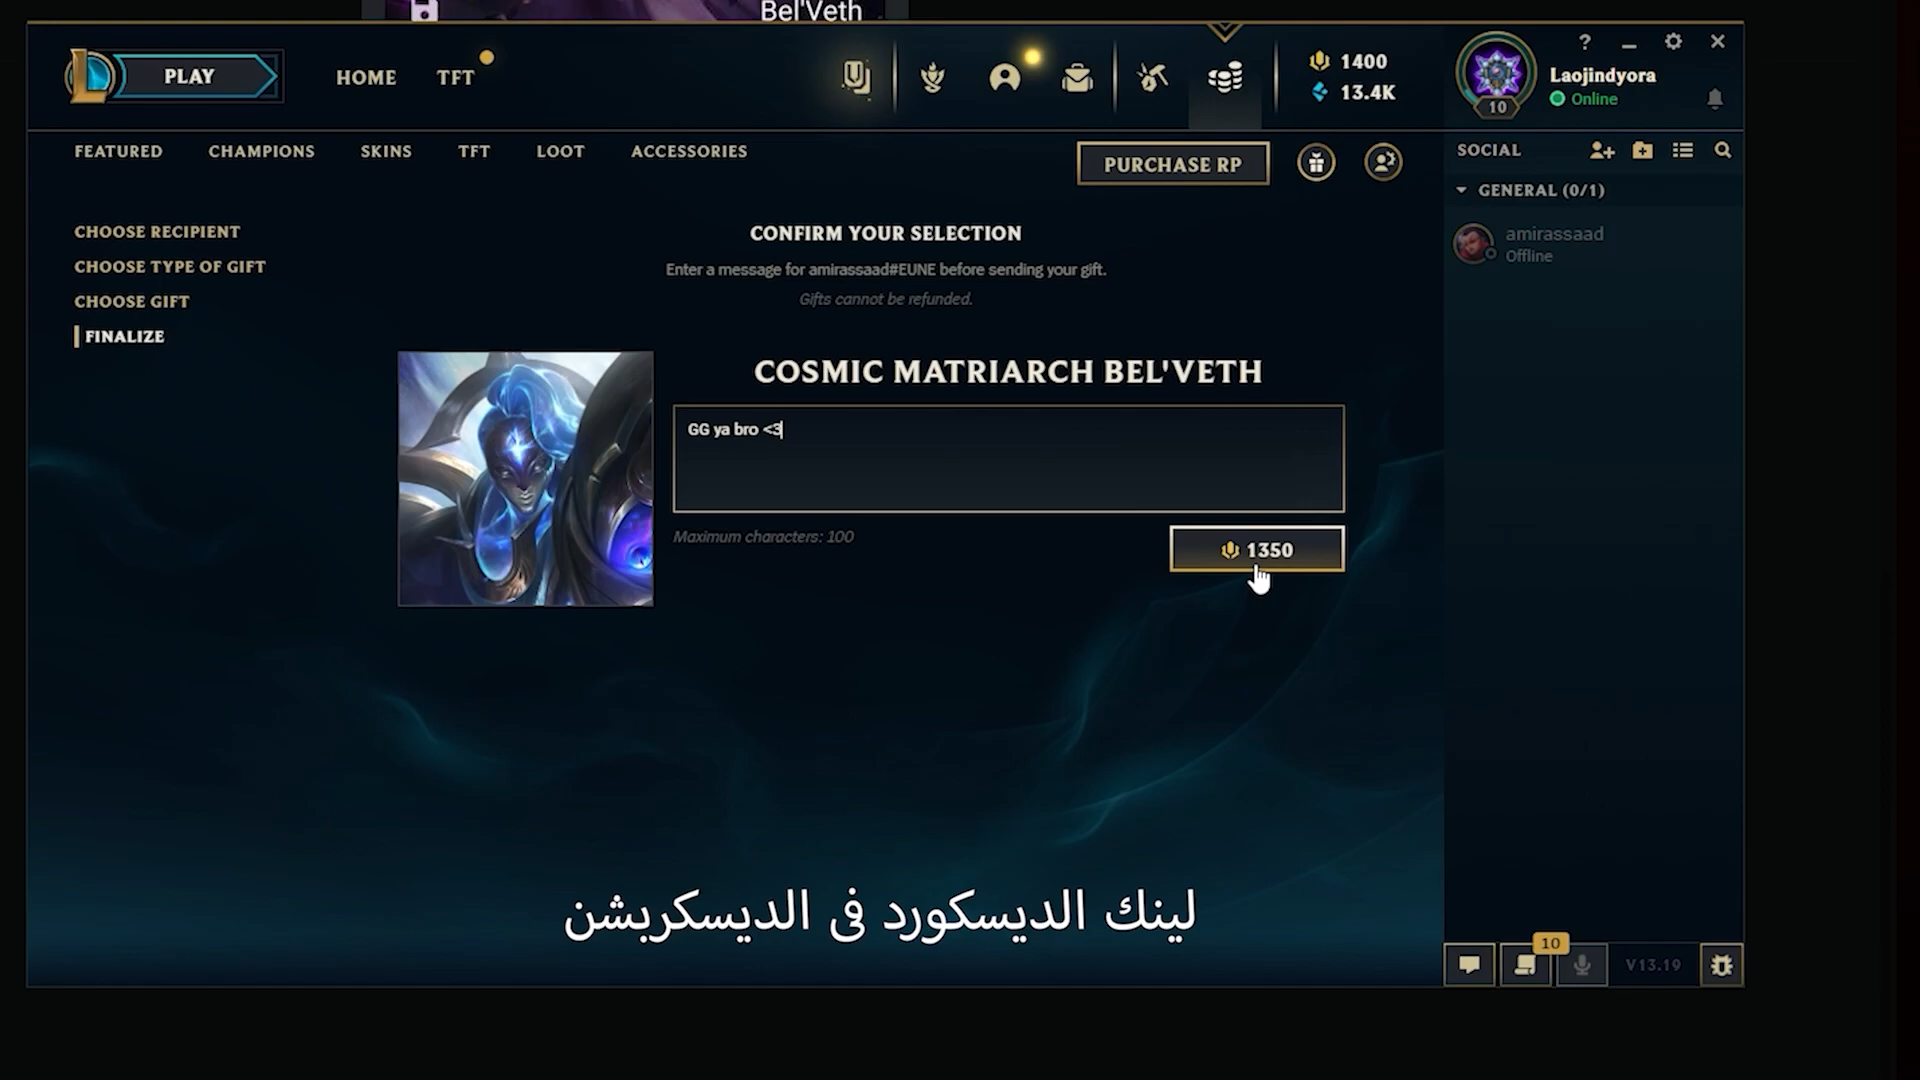 Bel'Veth
PLAY
HOME
TFT
1400
13.4K
10
Laojindyora
Online
FEATURED
CHAMPIONS
SKINS
TFT
LOOT
ACCESSORIES
PURCHASE RP
SOCIAL
GENERAL (0/1)
amirassaad
Offline
CHOOSE RECIPIENT
CHOOSE TYPE OF GIFT
CHOOSE GIFT
FINALIZE
CONFIRM YOUR SELECTION
Enter a message for amirassaad#EUNE before sending your gift.
Gifts cannot be refunded.
COSMIC MATRIARCH BEL'VETH
GG ya bro <3
Maximum characters: 100
1350
لينك الديسكورد فى الديسكربشن
10
V13.19